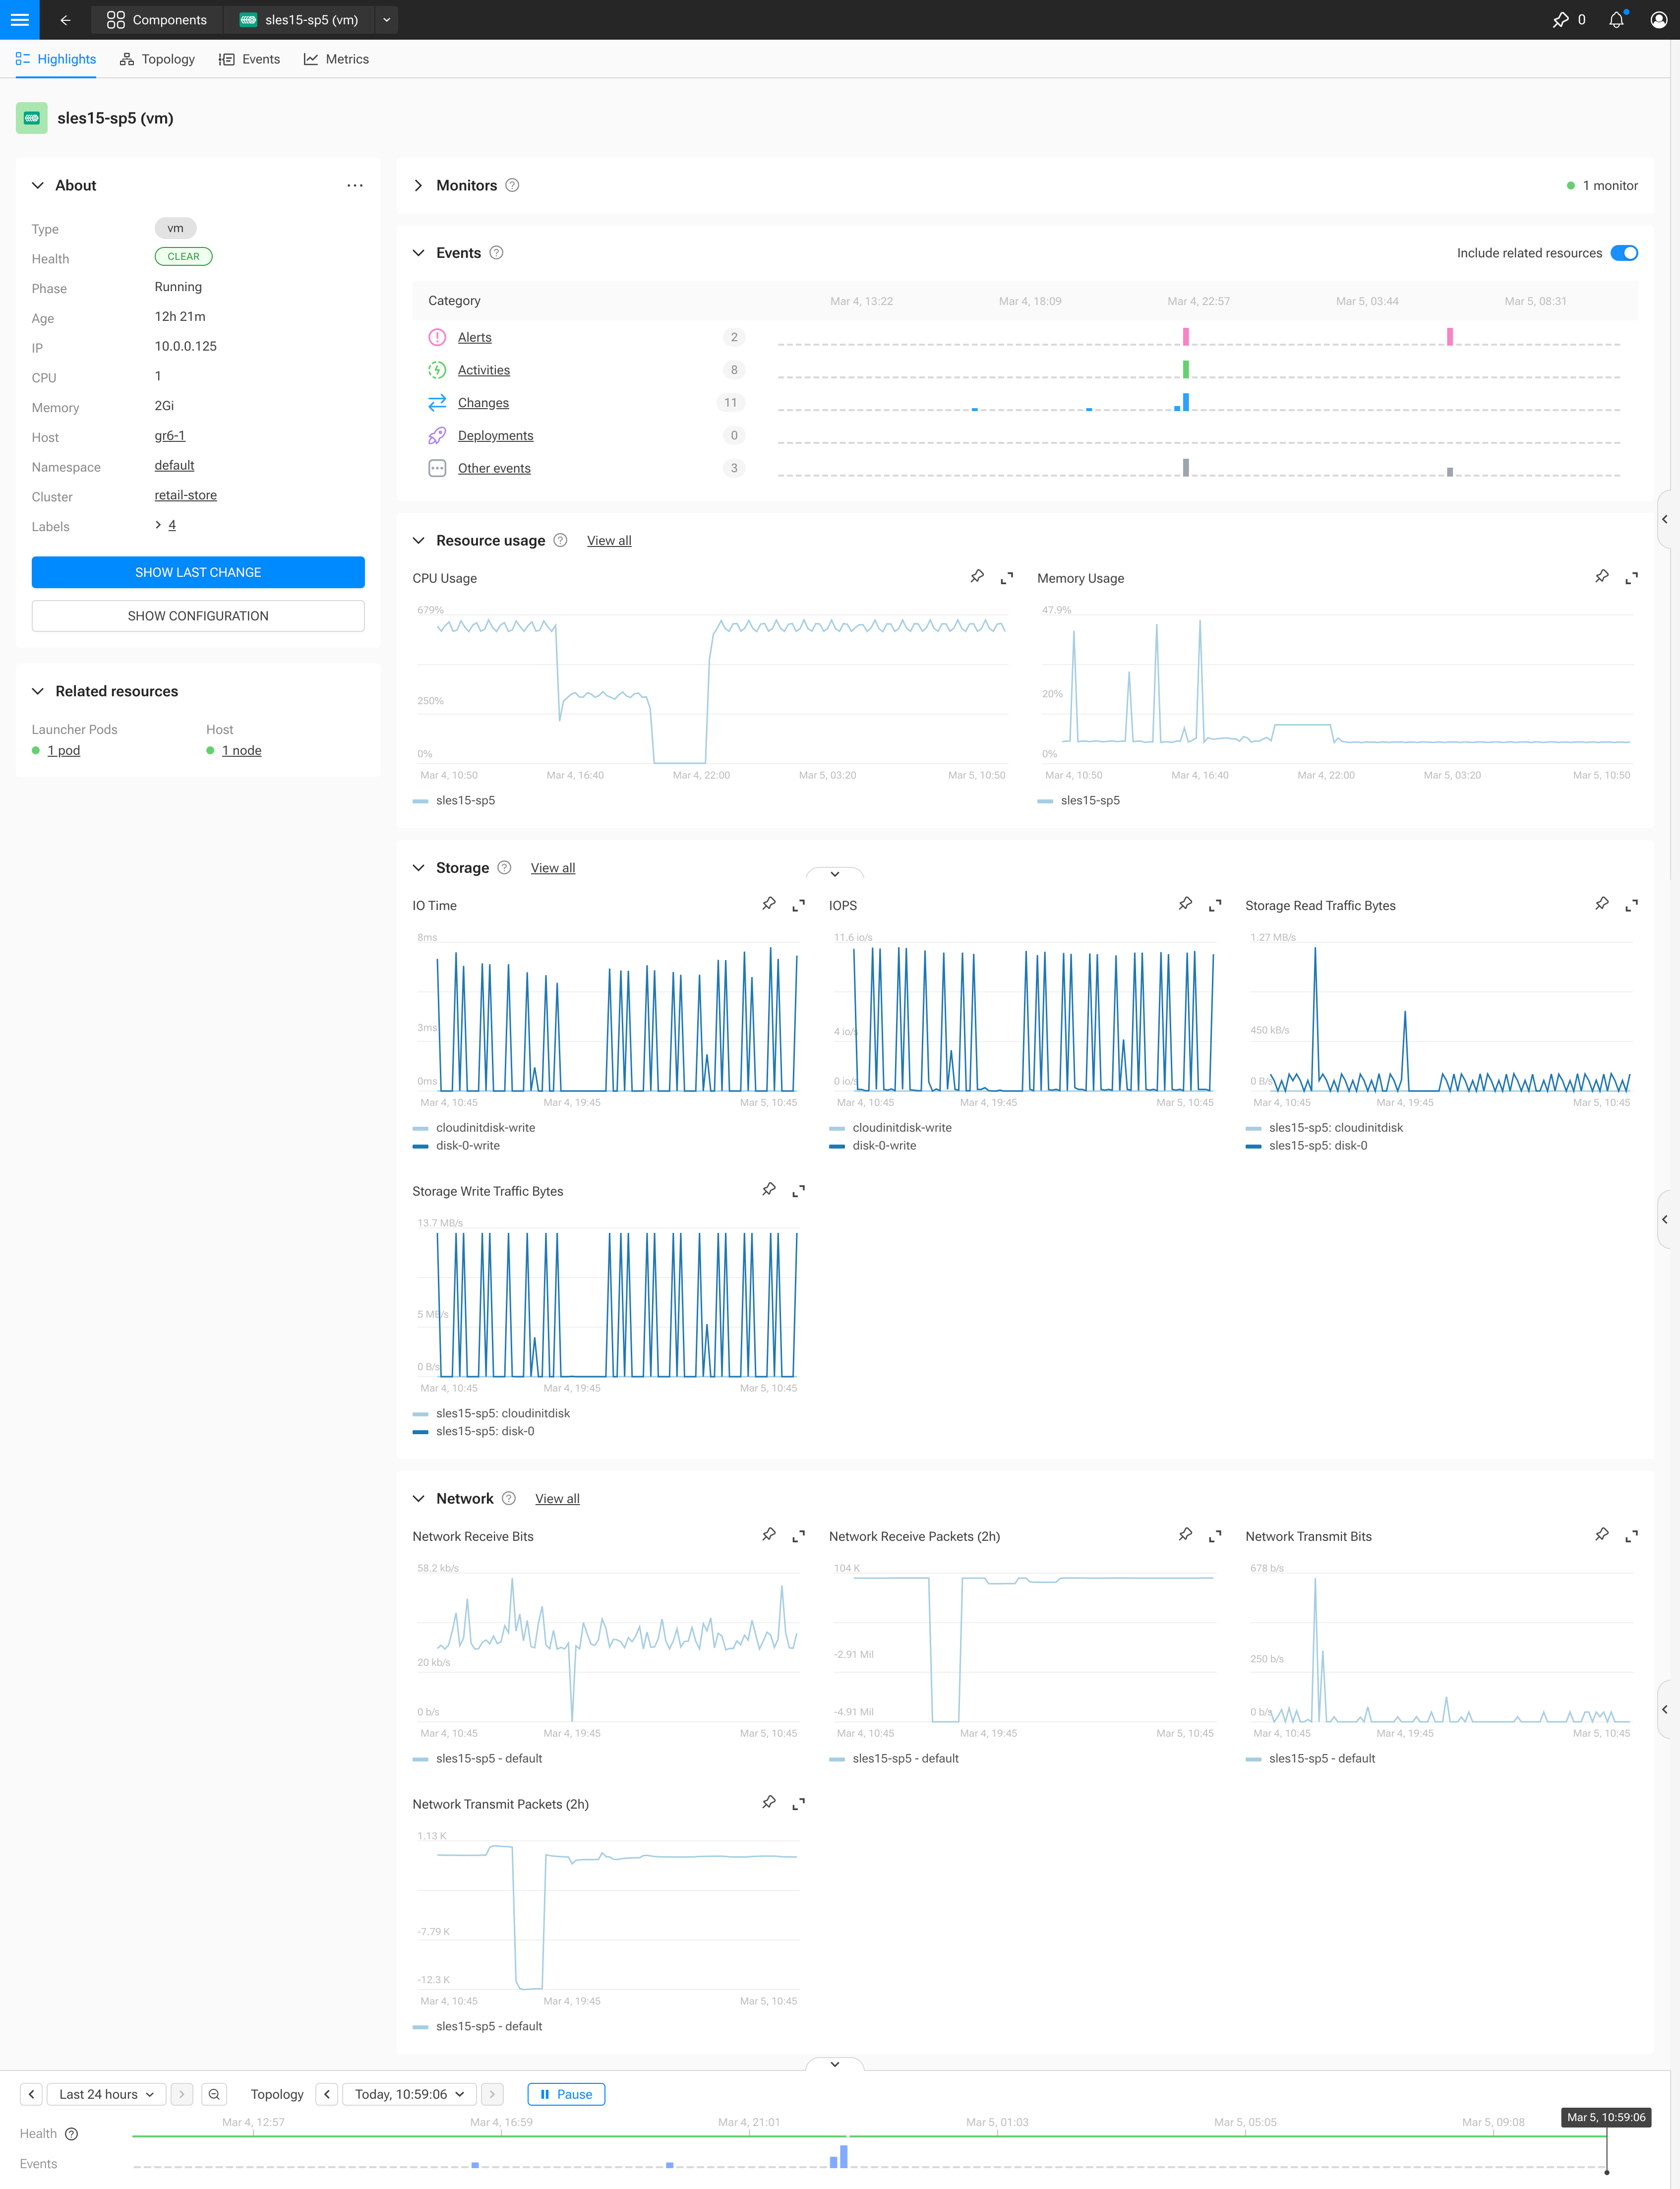 Components
sles15-sp5 (vm)
0
Highlights
Topology
Events
Metrics
sles15-sp5 (vm)
About
Type
vm
Health
CLEAR
Phase
Running
Age
12h 21m
IP
10.0.0.125
CPU
1
Memory
2Gi
Host
gr6-1
Namespace
default
Cluster
retail-store
Labels
4
SHOW LAST CHANGE
SHOW CONFIGURATION
Related resources
Launcher Pods
Host
1 pod
1 node
Monitors
1 monitor
Events
Include related resources
Category
Mar 4, 13:22
Mar 4, 18:09
Mar 4, 22:57
Mar 5, 03:44
Mar 5, 08:31
Alerts
2
Activities
8
Changes
11
Deployments
0
Other events
3
Resource usage
View all
CPU Usage
679%
250%
0%
Mar 4, 10:50
Mar 4, 16:40
Mar 4, 22:00
Mar 5, 03:20
Mar 5, 10:50
sles15-sp5
Memory Usage
47.9%
20%
0%
Mar 4, 10:50
Mar 4, 16:40
Mar 4, 22:00
Mar 5, 03:20
Mar 5, 10:50
sles15-sp5
Storage
View all
IO Time
8ms
3ms
0ms
Mar 4, 10:45
Mar 4, 19:45
Mar 5, 10:45
cloudinitdisk-write
disk-0-write
IOPS
11.6 io/s
4 io/s
0 io/s
Mar 4, 10:45
Mar 4, 19:45
Mar 5, 10:45
cloudinitdisk-write
disk-0-write
Storage Read Traffic Bytes
1.27 MB/s
450 kB/s
0 B/s
Mar 4, 10:45
Mar 4, 19:45
Mar 5, 10:45
sles15-sp5: cloudinitdisk
sles15-sp5: disk-0
Storage Write Traffic Bytes
13.7 MB/s
5 MB/s
0 B/s
Mar 4, 10:45
Mar 4, 19:45
Mar 5, 10:45
sles15-sp5: cloudinitdisk
sles15-sp5: disk-0
Network
View all
Network Receive Bits
58.2 kb/s
20 kb/s
0 b/s
Mar 4, 10:45
Mar 4, 19:45
Mar 5, 10:45
sles15-sp5 - default
Network Receive Packets (2h)
104 K
-2.91 Mil
-4.91 Mil
Mar 4, 10:45
Mar 4, 19:45
Mar 5, 10:45
sles15-sp5 - default
Network Transmit Bits
678 b/s
250 b/s
0 b/s
Mar 4, 10:45
Mar 4, 19:45
Mar 5, 10:45
sles15-sp5 - default
Network Transmit Packets (2h)
1.13 K
-7.79 K
-12.3 K
Mar 4, 10:45
Mar 4, 19:45
Mar 5, 10:45
sles15-sp5 - default
Last 24 hours
Topology
Today, 10:59:06
Pause
Mar 4, 12:57
Mar 4, 16:59
Mar 4, 21:01
Mar 5, 01:03
Mar 5, 05:05
Mar 5, 09:08
Mar 5, 10:59:06
Health
Events